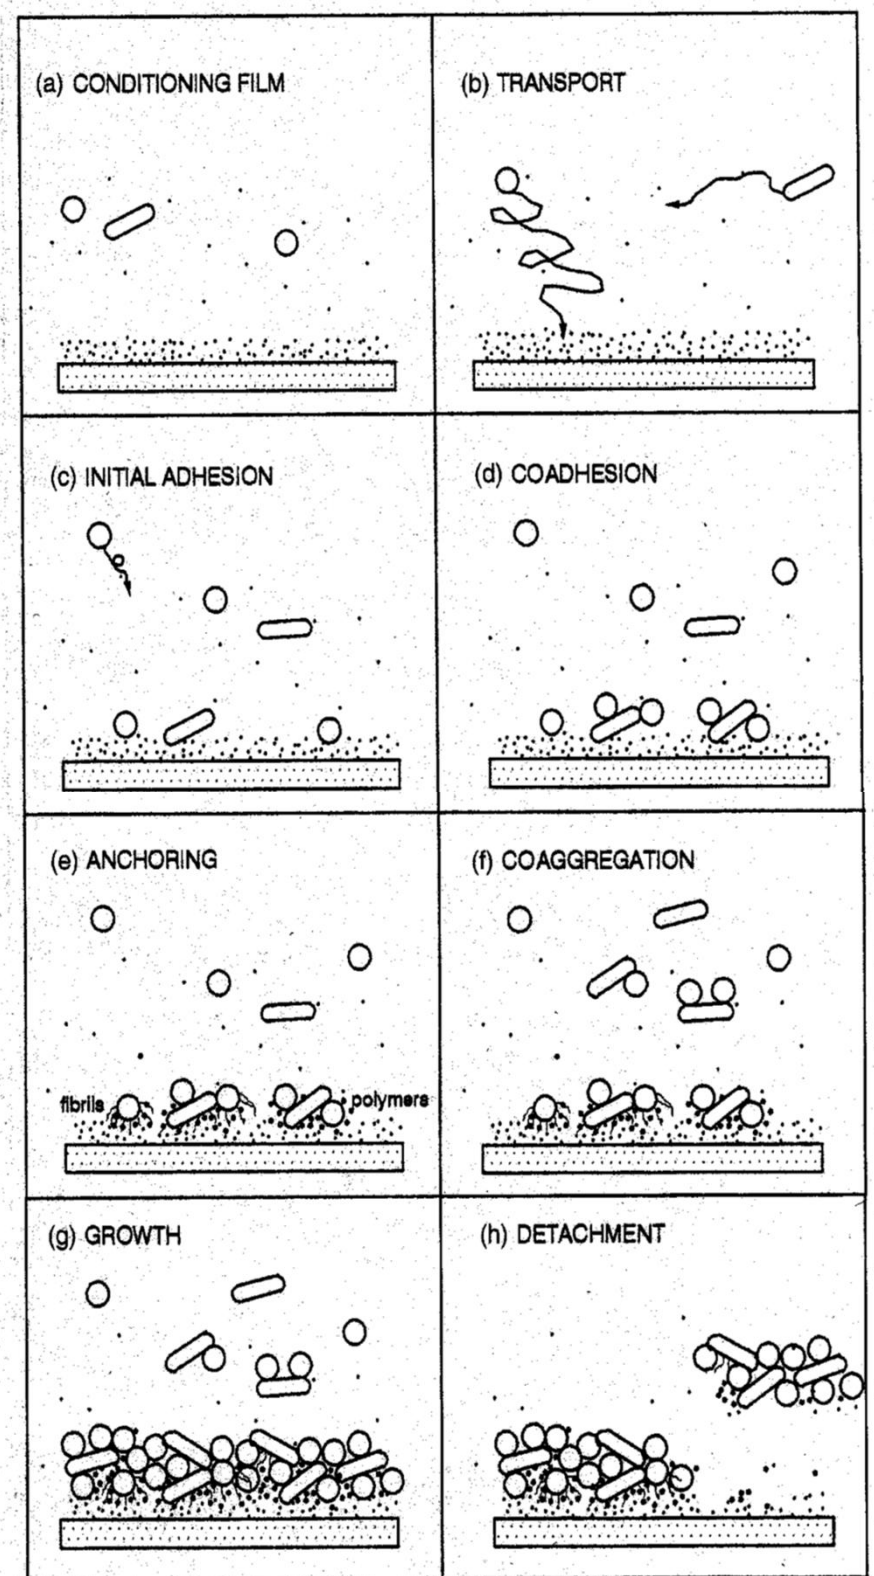 (a) CONDITIONING FILM
(b) TRANSPORT
(c) INITIAL ADHESION
(d) COADHESION
(e) ANCHORING
fibrils
polymers
(f) COAGGREGATION
(g) GROWTH
(h) DETACHMENT